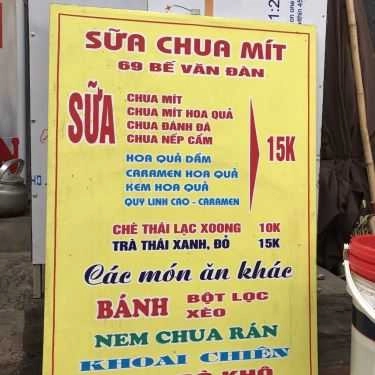 SỮA CHUA MÍT
69 BẾ VĂN ĐÀN
SỮA
CHUA MÍT
CHUA MÍT HOA QUẢ
CHUA ĐÁNH ĐÁ
CHUA NẾP CẨM
HOA QUẢ DẦM
CARAMEN HOA QUẢ
KEM HOA QUẢ
QUY LINH CAO - CARAMEN
15K
CHÈ THÁI LẠC XOONG 10K
TRÀ THÁI XANH, ĐỎ 15K
Các món ăn khác
BÁNH BỘT LỌC
XÈO
NEM CHUA RÁN
KHOAI CHIÊN
BÒ KHÔ